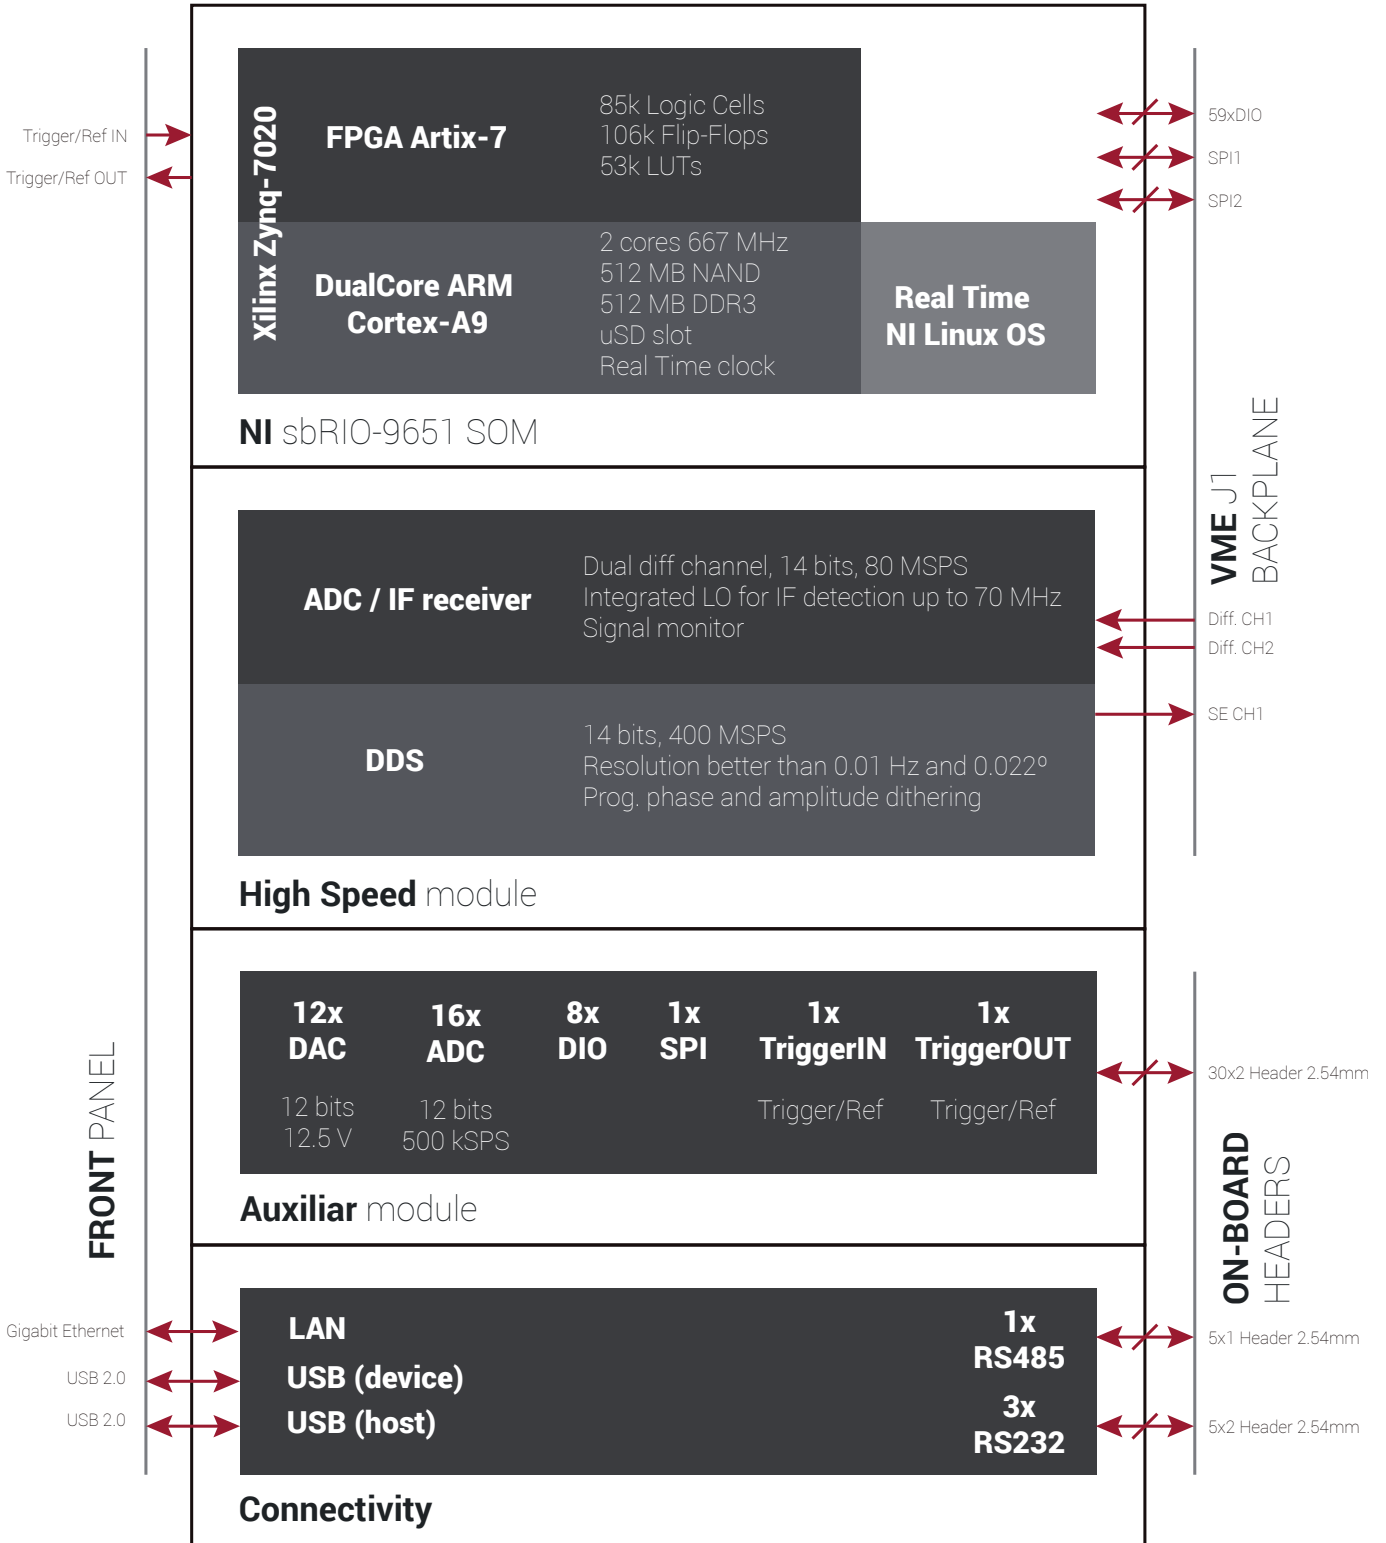 Trigger/Ref IN
Trigger/Ref OUT
Xilinx Zynq-7020
FPGA Artix-7
85k Logic Cells
106k Flip-Flops
53k LUTs
DualCore ARM
Cortex-A9
2 cores 667 MHz
512 MB NAND
512 MB DDR3
uSD slot
Real Time clock
Real Time
NI Linux OS
NI sbRIO-9651 SOM
59xDIO
SPI1
SPI2
VME J1
BACKPLANE
ADC / IF receiver
Dual diff channel, 14 bits, 80 MSPS
Integrated LO for IF detection up to 70 MHz
Signal monitor
Diff. CH1
Diff. CH2
SE CH1
DDS
14 bits, 400 MSPS
Resolution better than 0.01 Hz and 0.022º
Prog. phase and amplitude dithering
High Speed module
12x
DAC
12 bits
12.5 V
16x
ADC
12 bits
500 kSPS
8x
DIO
1x
SPI
1x
TriggerIN
Trigger/Ref
1x
TriggerOUT
Trigger/Ref
30x2 Header 2.54mm
Auxiliar module
FRONT PANEL
ON-BOARD
HEADERS
Gigabit Ethernet
USB 2.0
USB 2.0
LAN
USB (device)
USB (host)
1x
RS485
3x
RS232
5x1 Header 2.54mm
5x2 Header 2.54mm
Connectivity